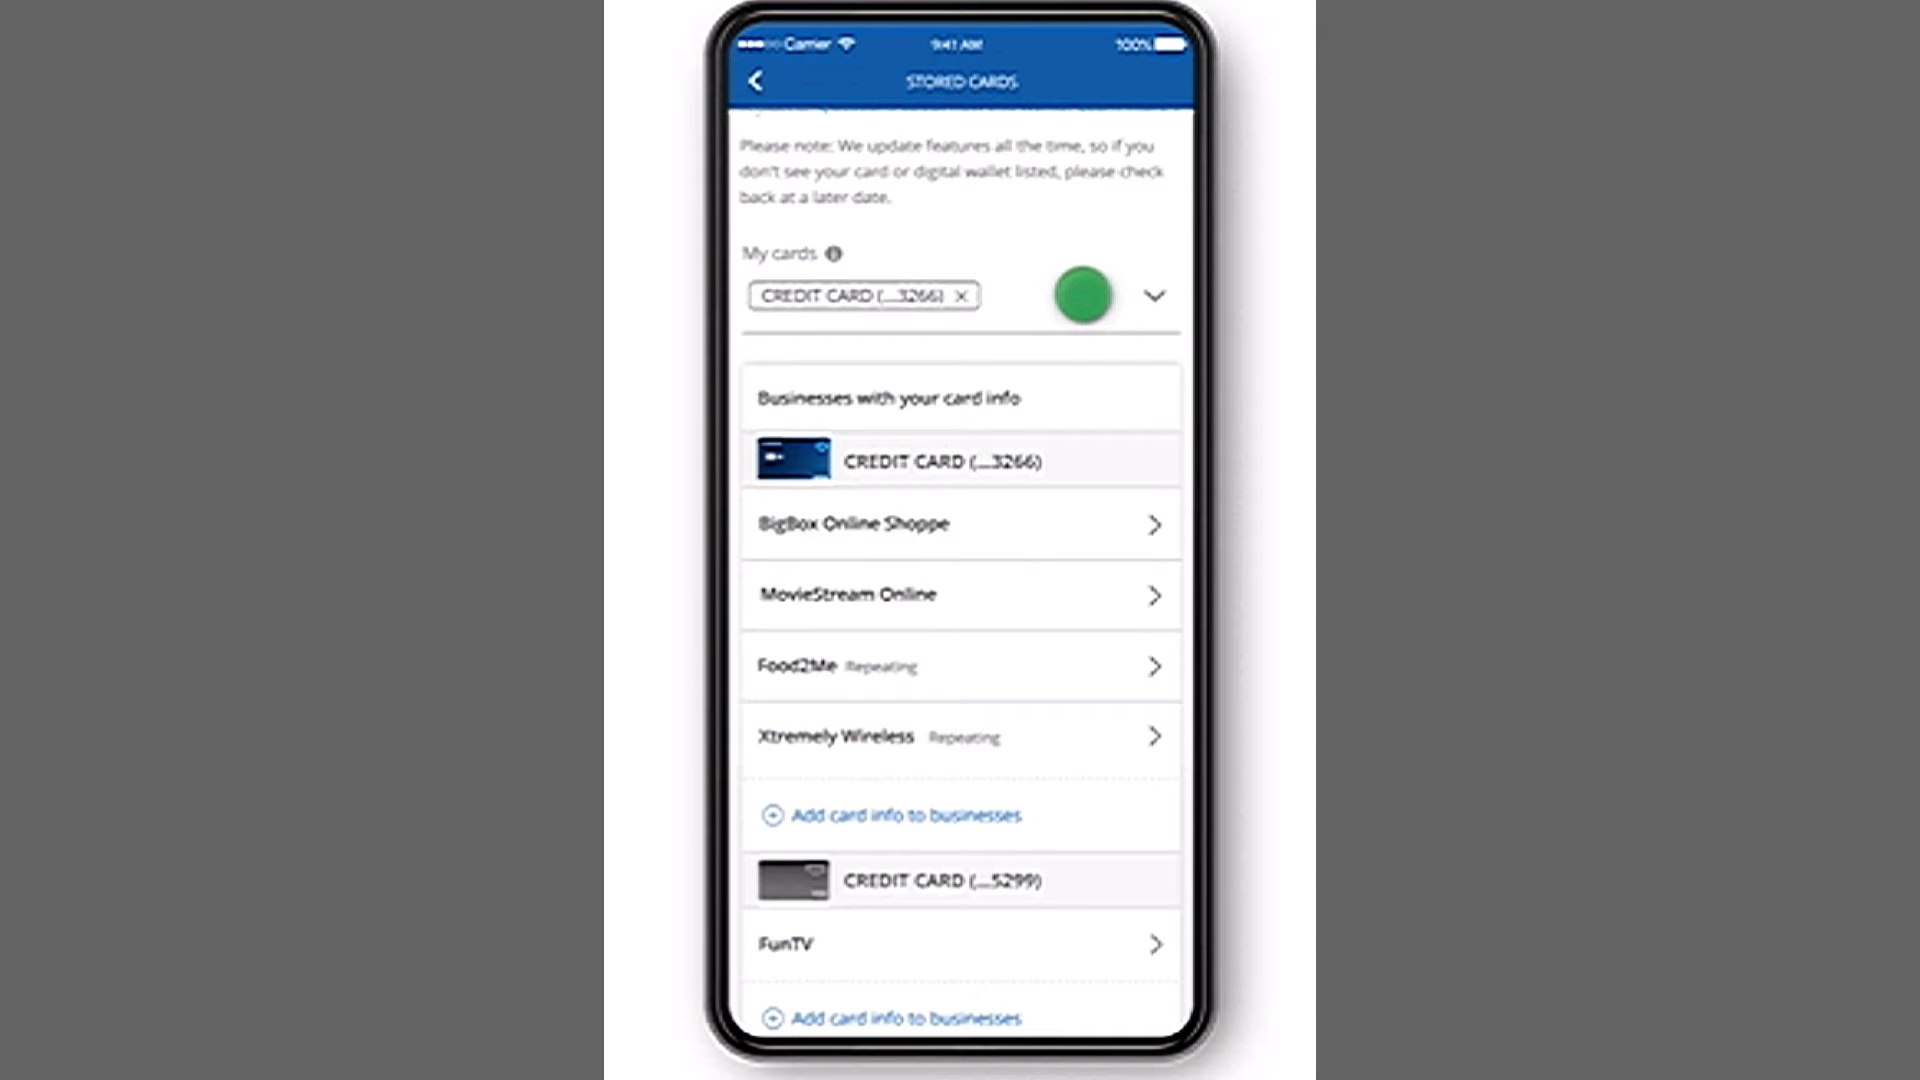 Carrier 9:41 AM 100%
STORED CARDS
Please note: We update features all the time, so if you
don't see your card or digital wallet listed, please check
back at a later date.
My cards
CREDIT CARD (...3266) ×
Businesses with your card info
CREDIT CARD (...3266)
BigBox Online Shoppe
MovieStream Online
Food2Me Repeating
Xtremely Wireless Repeating
Add card info to businesses
CREDIT CARD (...5299)
FunTV
Add card info to businesses